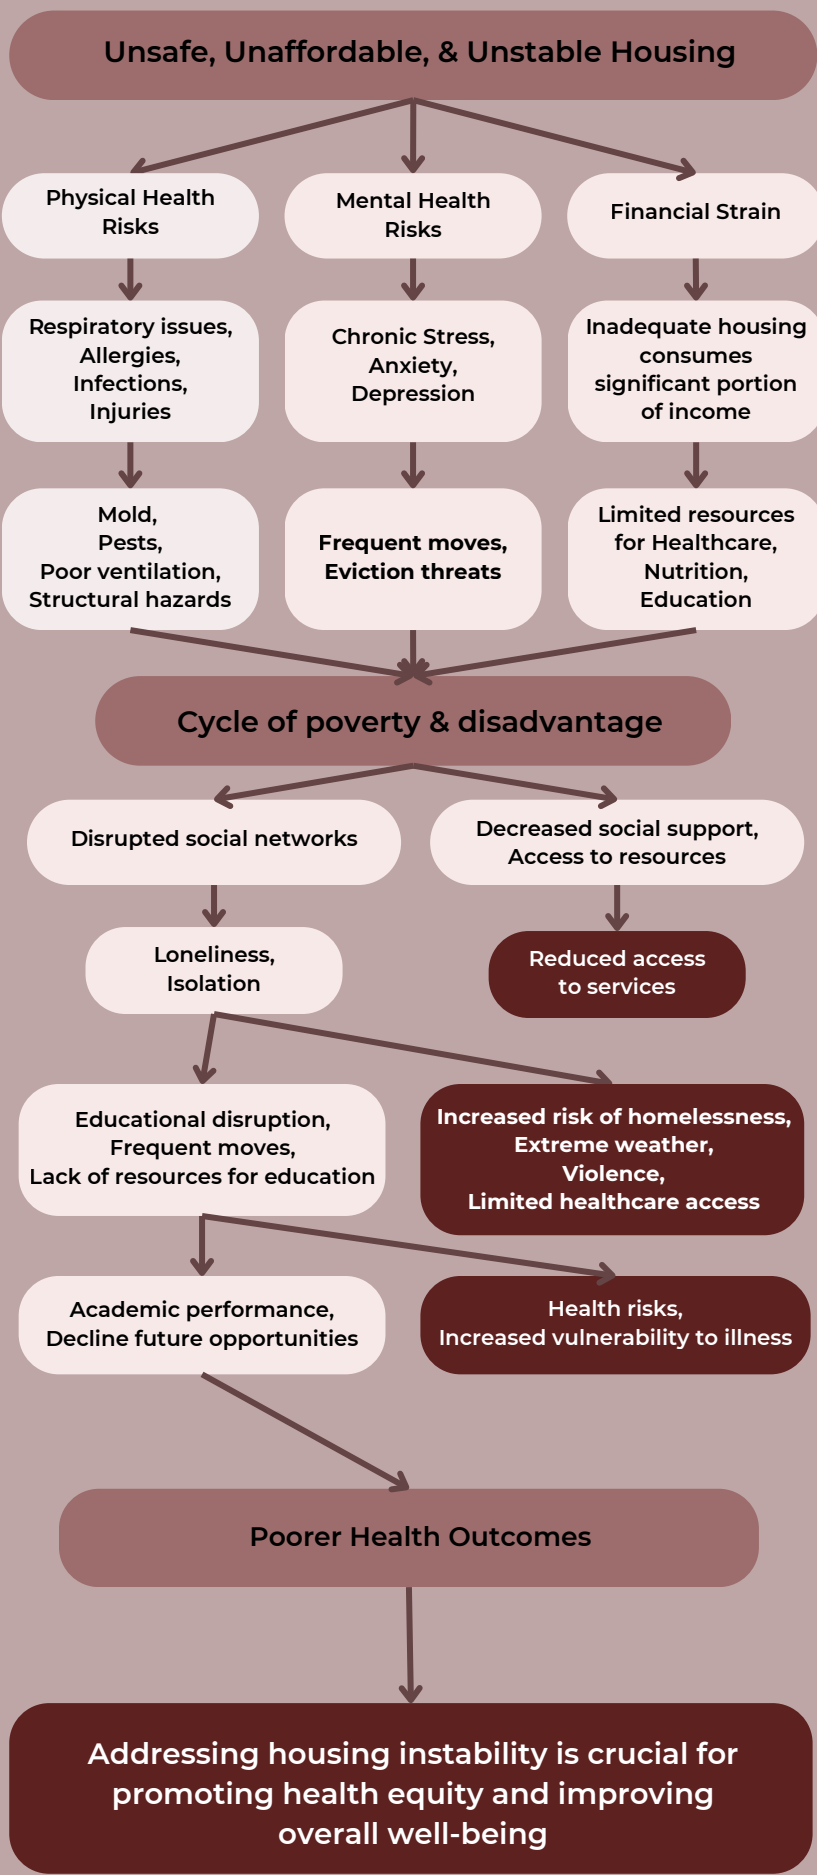 Unsafe, Unaffordable, & Unstable Housing
Physical Health
Risks
Mental Health
Risks
Financial Strain
Respiratory issues,
Allergies,
Infections,
Injuries
Chronic Stress,
Anxiety,
Depression
Inadequate housing
consumes
significant portion
of income
Mold,
Pests,
Poor ventilation,
Structural hazards
Frequent moves,
Eviction threats
Limited resources
for Healthcare,
Nutrition,
Education
Cycle of poverty & disadvantage
Disrupted social networks
Decreased social support,
Access to resources
Loneliness,
Isolation
Reduced access
to services
Educational disruption,
Frequent moves,
Lack of resources for education
Increased risk of homelessness,
Extreme weather,
Violence,
Limited healthcare access
Academic performance,
Decline future opportunities
Health risks,
Increased vulnerability to illness
Poorer Health Outcomes
Addressing housing instability is crucial for
promoting health equity and improving
overall well-being